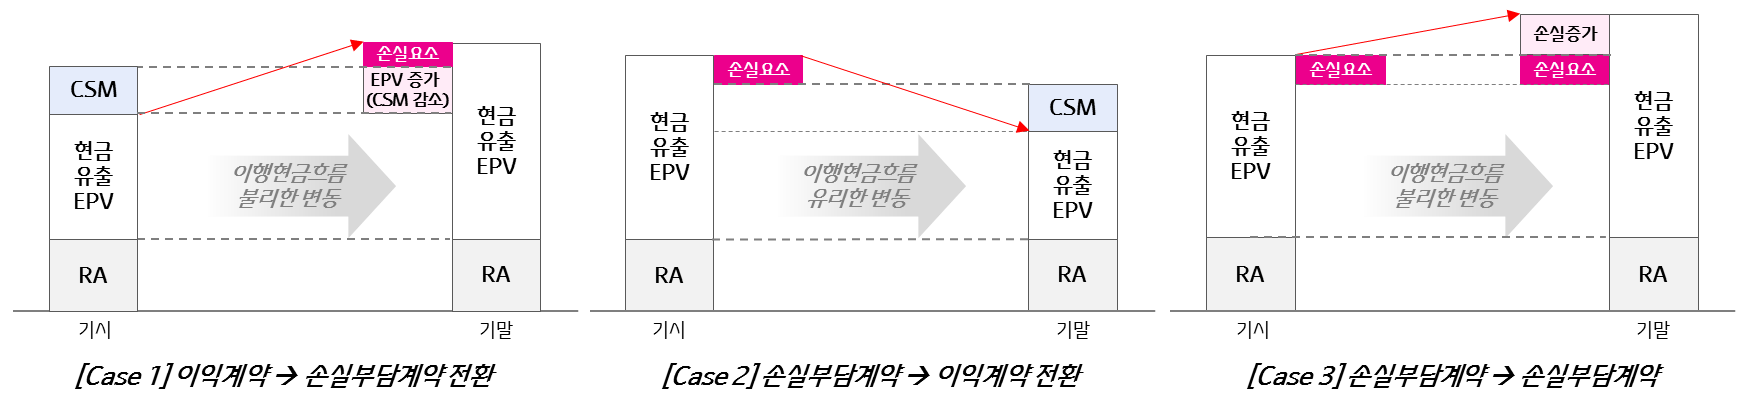 CSM
현금
유출
EPV
RA
기시
손실요소
EPV 증가
(CSM 감소)
이행현금흐름
불리한 변동
현금
유출
EPV
RA
기말
[Case 1] 이익계약 → 손실부담계약 전환
현금
유출
EPV
RA
기시
손실요소
이행현금흐름
유리한 변동
CSM
현금
유출
EPV
RA
기말
[Case 2] 손실부담계약 → 이익계약 전환
현금
유출
EPV
RA
기시
손실요소
이행현금흐름
불리한 변동
손실증가
손실요소
현금
유출
EPV
RA
기말
[Case 3] 손실부담계약 → 손실부담계약